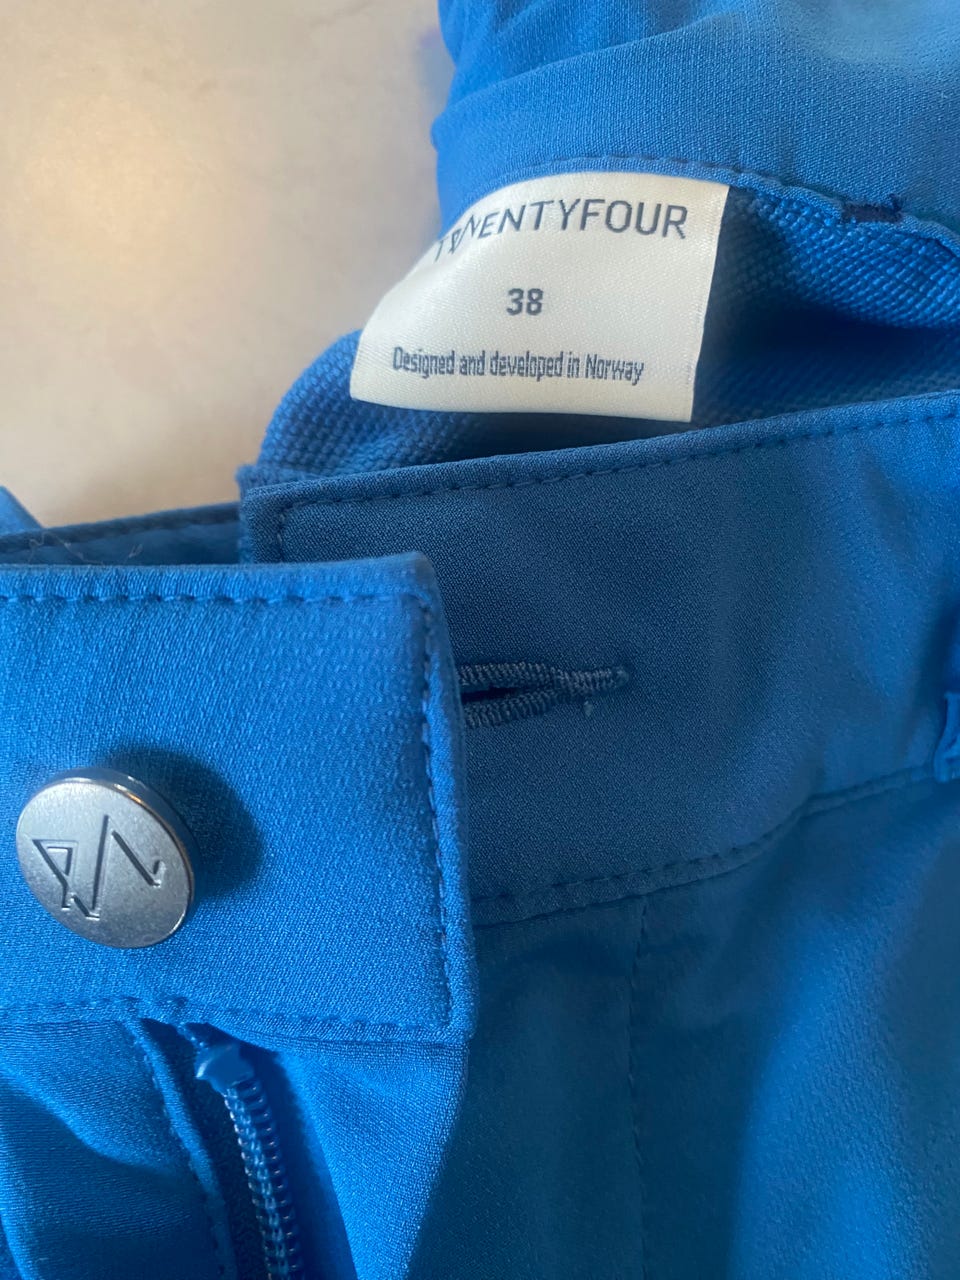 TWENTYFOUR
38
Designed and developed in Norway